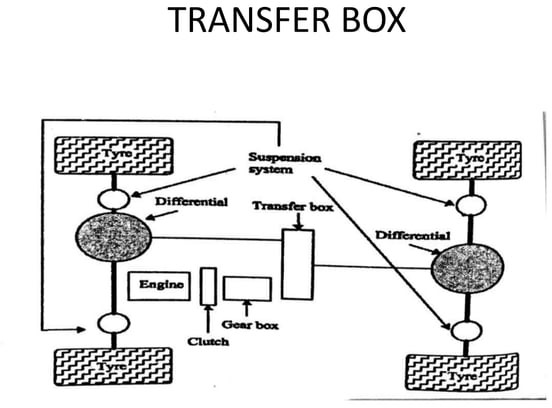 TRANSFER BOX
Tyre
Tyre
Suspension
system
Differential
Transfer box
Differential
Engine
Gear box
Clutch
Tyre
Tyre